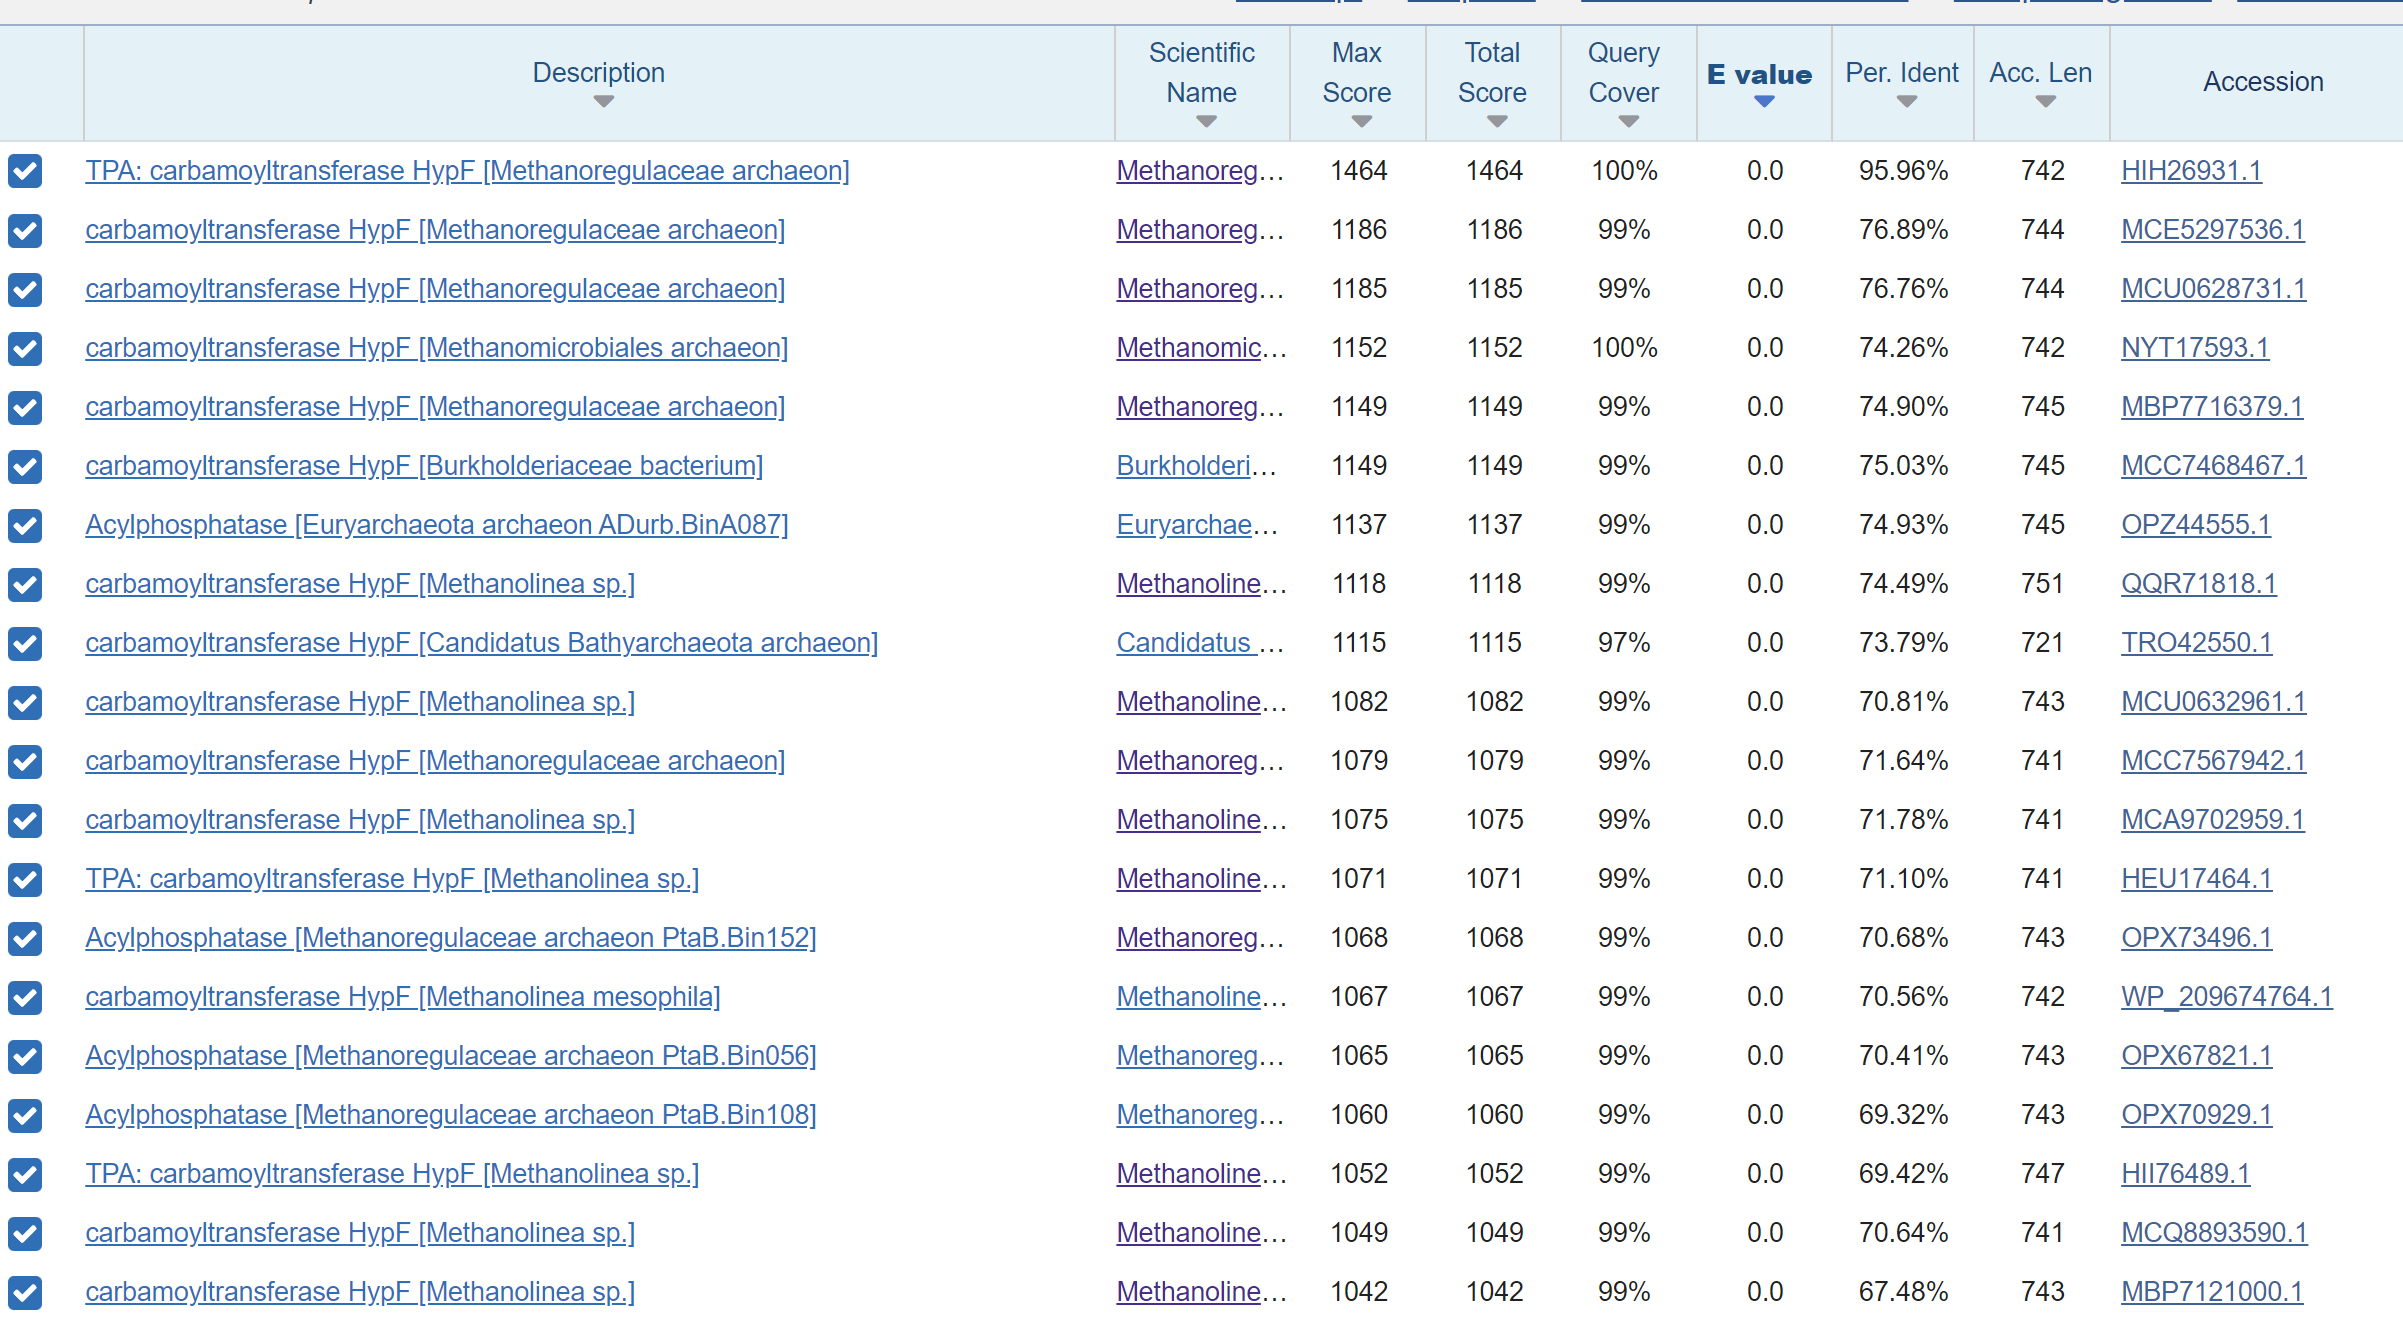 Description Scientific Name Max Score Total Score Query Cover E value Per. Ident Acc. Len Accession
TPA: carbamoyltransferase HypF [Methanoregulaceae archaeon] Methanoreg... 1464 1464 100% 0.0 95.96% 742 HIH26931.1
carbamoyltransferase HypF [Methanoregulaceae archaeon] Methanoreg... 1186 1186 99% 0.0 76.89% 744 MCE5297536.1
carbamoyltransferase HypF [Methanoregulaceae archaeon] Methanoreg... 1185 1185 99% 0.0 76.76% 744 MCU0628731.1
carbamoyltransferase HypF [Methanomicrobiales archaeon] Methanomic... 1152 1152 100% 0.0 74.26% 742 NYT17593.1
carbamoyltransferase HypF [Methanoregulaceae archaeon] Methanoreg... 1149 1149 99% 0.0 74.90% 745 MBP7716379.1
carbamoyltransferase HypF [Burkholderiaceae bacterium] Burkholderi... 1149 1149 99% 0.0 75.03% 745 MCC7468467.1
Acylphosphatase [Euryarchaeota archaeon ADurb.BinA087] Euryarchae... 1137 1137 99% 0.0 74.93% 745 OPZ44555.1
carbamoyltransferase HypF [Methanolinea sp.] Methanoline... 1118 1118 99% 0.0 74.49% 751 QQR71818.1
carbamoyltransferase HypF [Candidatus Bathyarchaeota archaeon] Candidatus ... 1115 1115 97% 0.0 73.79% 721 TRO42550.1
carbamoyltransferase HypF [Methanolinea sp.] Methanoline... 1082 1082 99% 0.0 70.81% 743 MCU0632961.1
carbamoyltransferase HypF [Methanoregulaceae archaeon] Methanoreg... 1079 1079 99% 0.0 71.64% 741 MCC7567942.1
carbamoyltransferase HypF [Methanolinea sp.] Methanoline... 1075 1075 99% 0.0 71.78% 741 MCA9702959.1
TPA: carbamoyltransferase HypF [Methanolinea sp.] Methanoline... 1071 1071 99% 0.0 71.10% 741 HEU17464.1
Acylphosphatase [Methanoregulaceae archaeon PtaB.Bin152] Methanoreg... 1068 1068 99% 0.0 70.68% 743 OPX73496.1
carbamoyltransferase HypF [Methanolinea mesophila] Methanoline... 1067 1067 99% 0.0 70.56% 742 WP_209674764.1
Acylphosphatase [Methanoregulaceae archaeon PtaB.Bin056] Methanoreg... 1065 1065 99% 0.0 70.41% 743 OPX67821.1
Acylphosphatase [Methanoregulaceae archaeon PtaB.Bin108] Methanoreg... 1060 1060 99% 0.0 69.32% 743 OPX70929.1
TPA: carbamoyltransferase HypF [Methanolinea sp.] Methanoline... 1052 1052 99% 0.0 69.42% 747 HII76489.1
carbamoyltransferase HypF [Methanolinea sp.] Methanoline... 1049 1049 99% 0.0 70.64% 741 MCQ8893590.1
carbamoyltransferase HypF [Methanolinea sp.] Methanoline... 1042 1042 99% 0.0 67.48% 743 MBP7121000.1